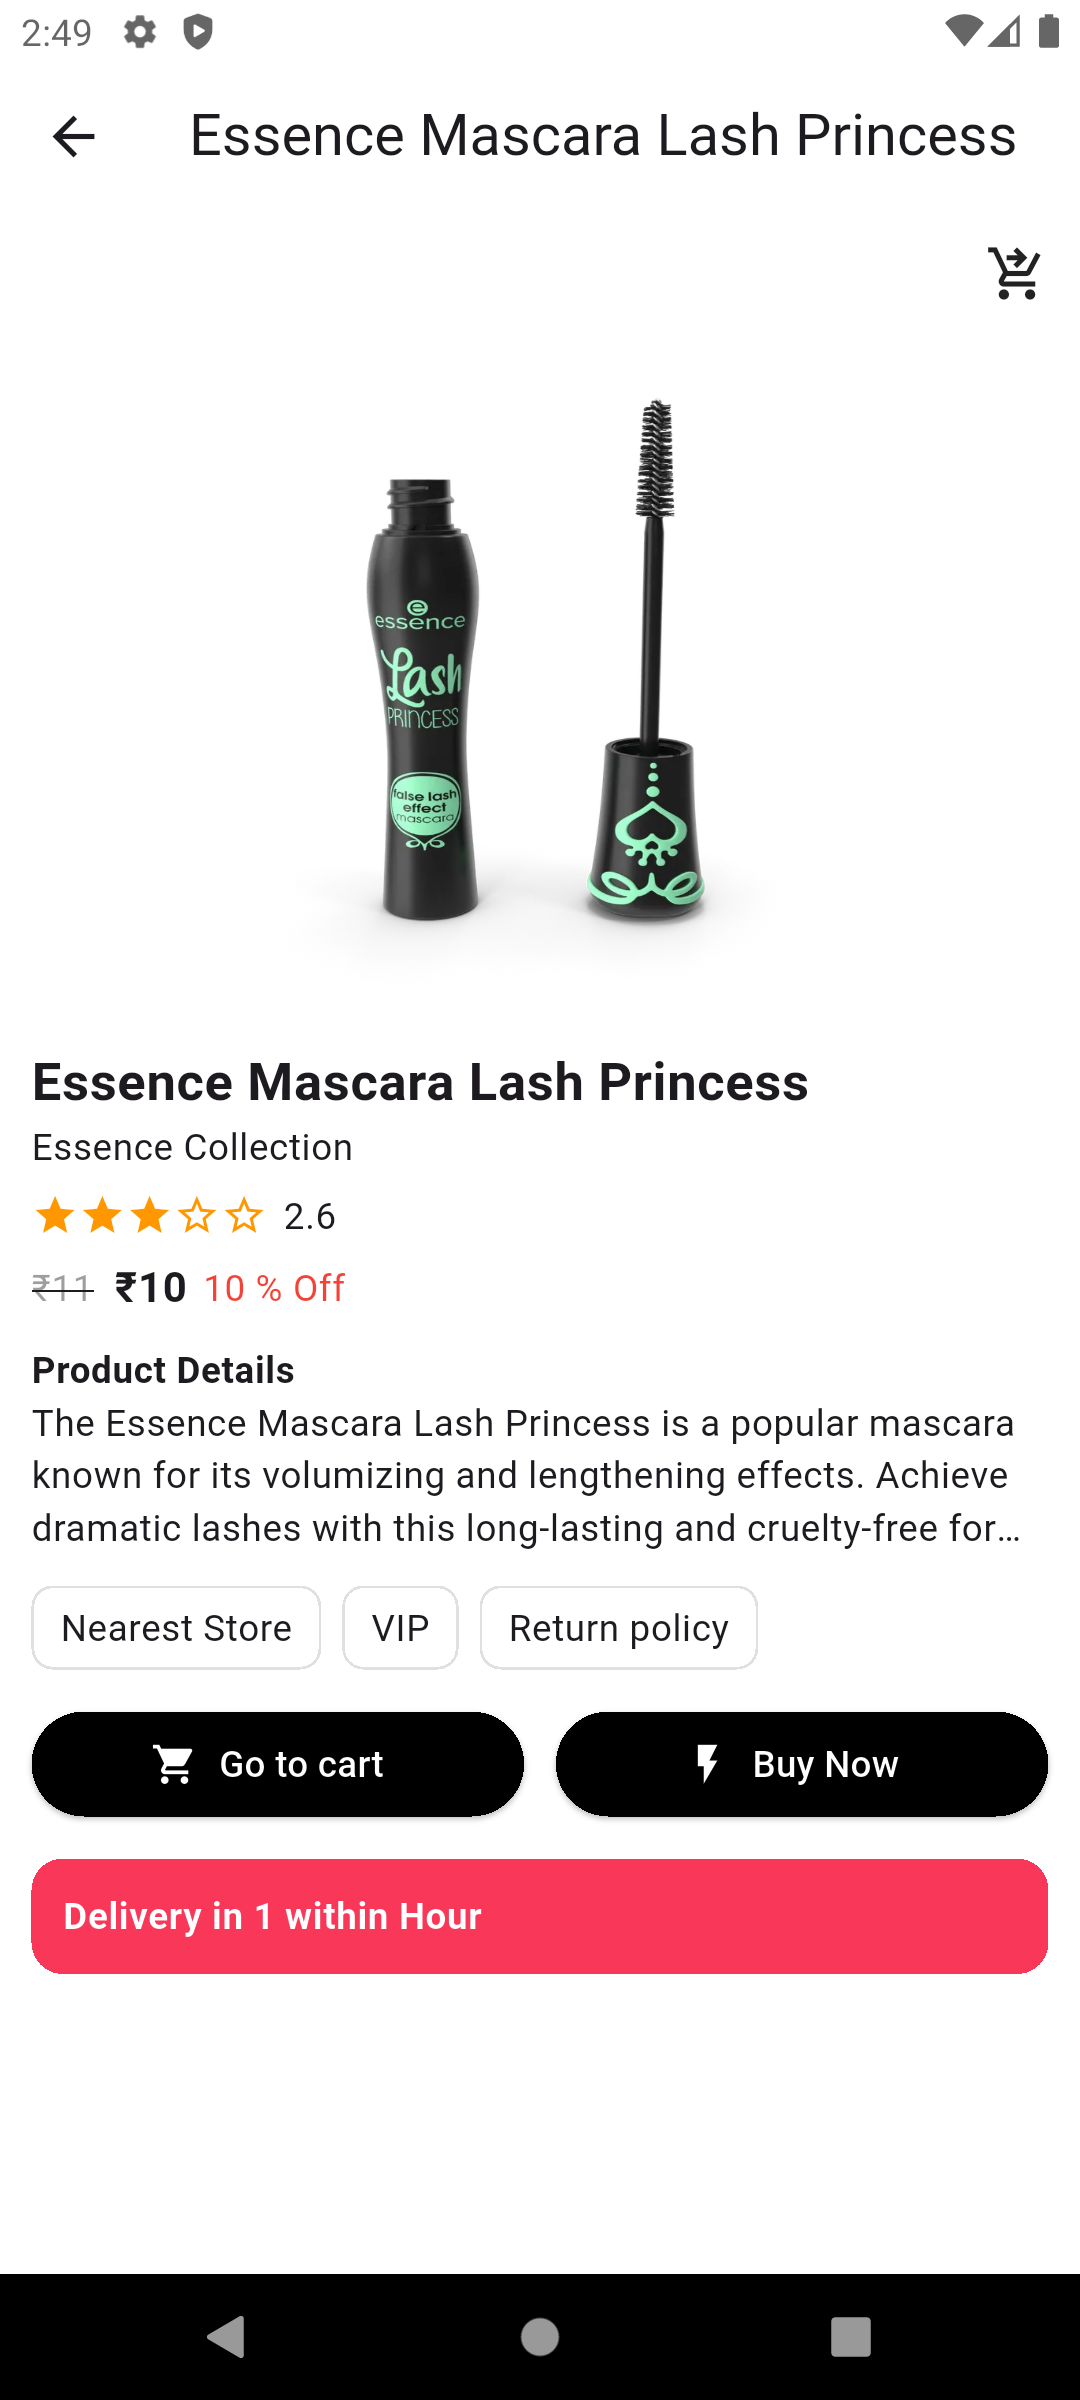 2:49
Essence Mascara Lash Princess
essence
Lash
PRINCESS
false lash
effect
mascara
Essence Mascara Lash Princess
Essence Collection
2.6
₹11 ₹10 10 % Off
Product Details
The Essence Mascara Lash Princess is a popular mascara
known for its volumizing and lengthening effects. Achieve
dramatic lashes with this long-lasting and cruelty-free for…
Nearest Store VIP Return policy
Go to cart Buy Now
Delivery in 1 within Hour